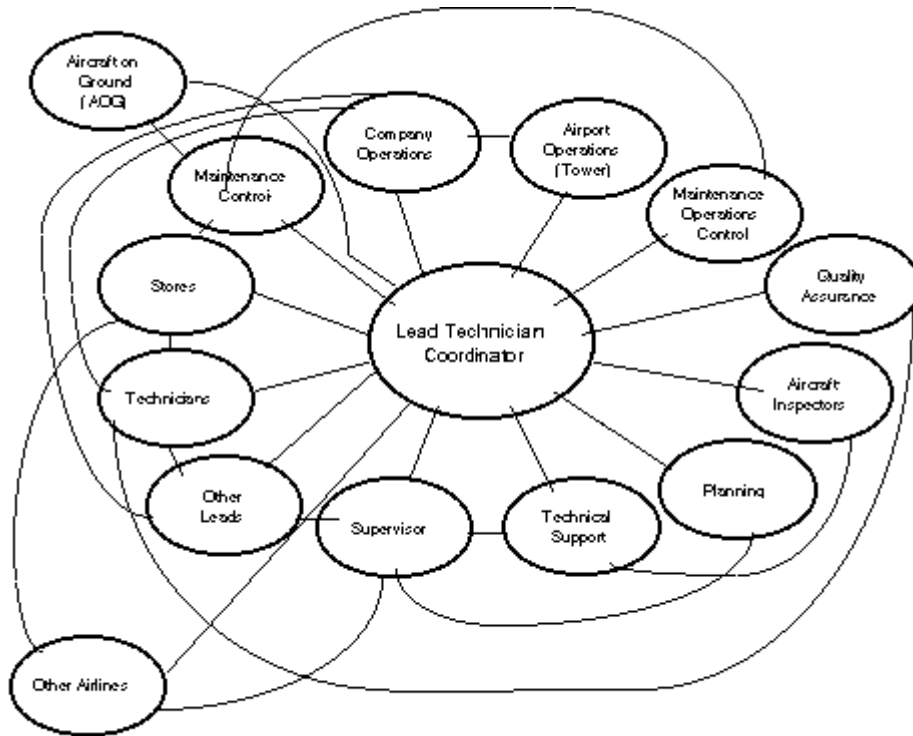 Aircraft on
Ground
(AOG)
Company
Operations
Airport
Operations
(Tower)
Maintenance
Control
Maintenance
Operations
Control
Stores
Quality
Assurance
Lead Technician
Coordinator
Technicians
Aircraft
Inspectors
Other
Leads
Supervisor
Technical
Support
Planning
Other Airlines